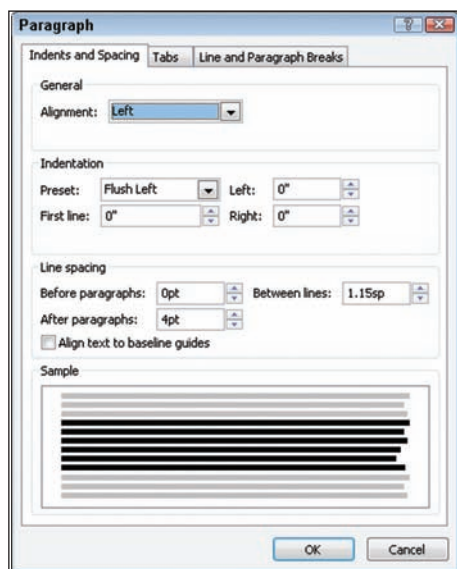 Paragraph
Indents and Spacing Tabs Line and Paragraph Breaks
General
Alignment: Left
Indentation
Preset: Flush Left Left: 0"
First line: 0" Right: 0"
Line spacing
Before paragraphs: 0pt Between lines: 1.15sp
After paragraphs: 4pt
Align text to baseline guides
Sample
OK Cancel